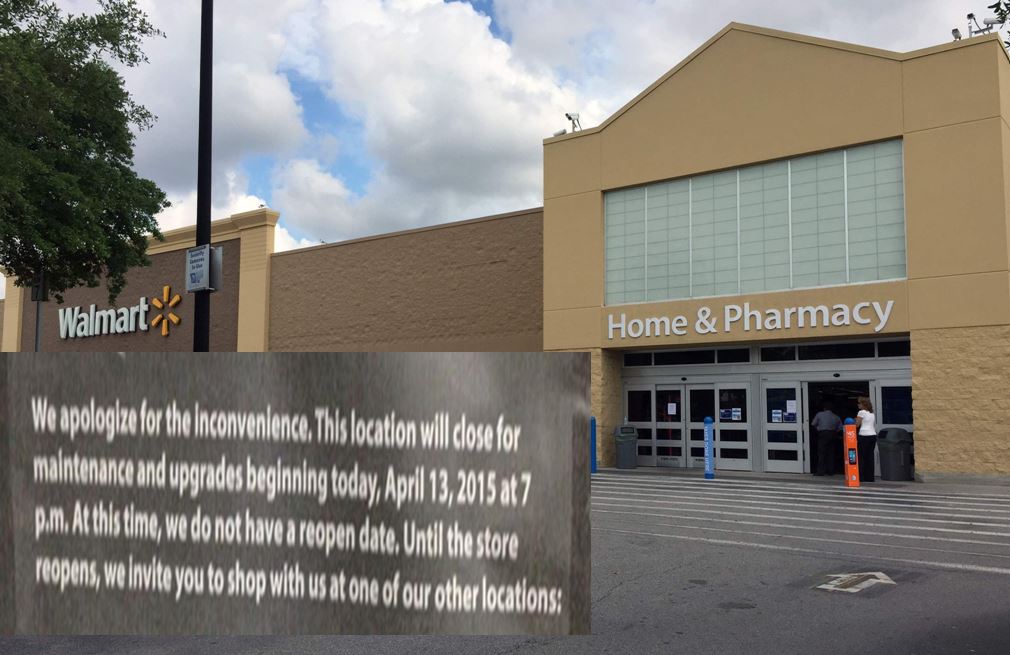 Walmart
Home & Pharmacy
We apologize for the inconvenience. This location will close for
maintenance and upgrades beginning today, April 13, 2015 at 7
p.m. At this time, we do not have a reopen date. Until the store
reopens, we invite you to shop with us at one of our other locations: